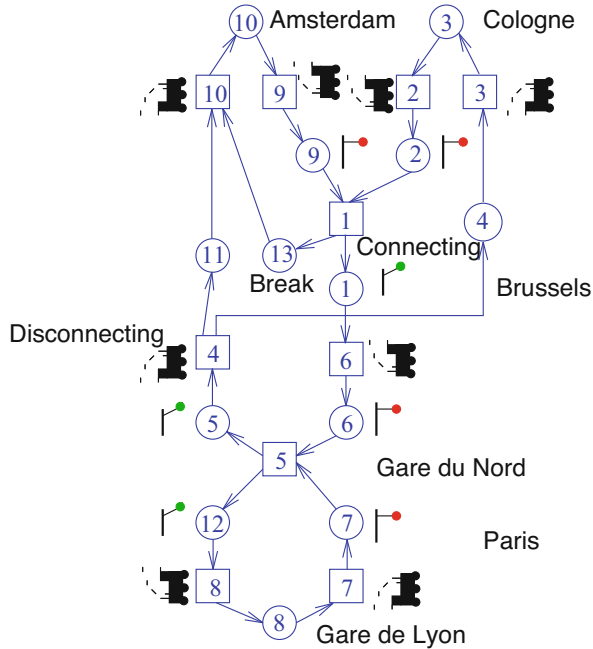 10 Amsterdam 3 Cologne
10 9 2 3
9 2
1 4
Connecting
11 13
Break 1 Brussels
Disconnecting
4 6
5 6
5 Gare du Nord
12 7
Paris
8 7
8 Gare de Lyon